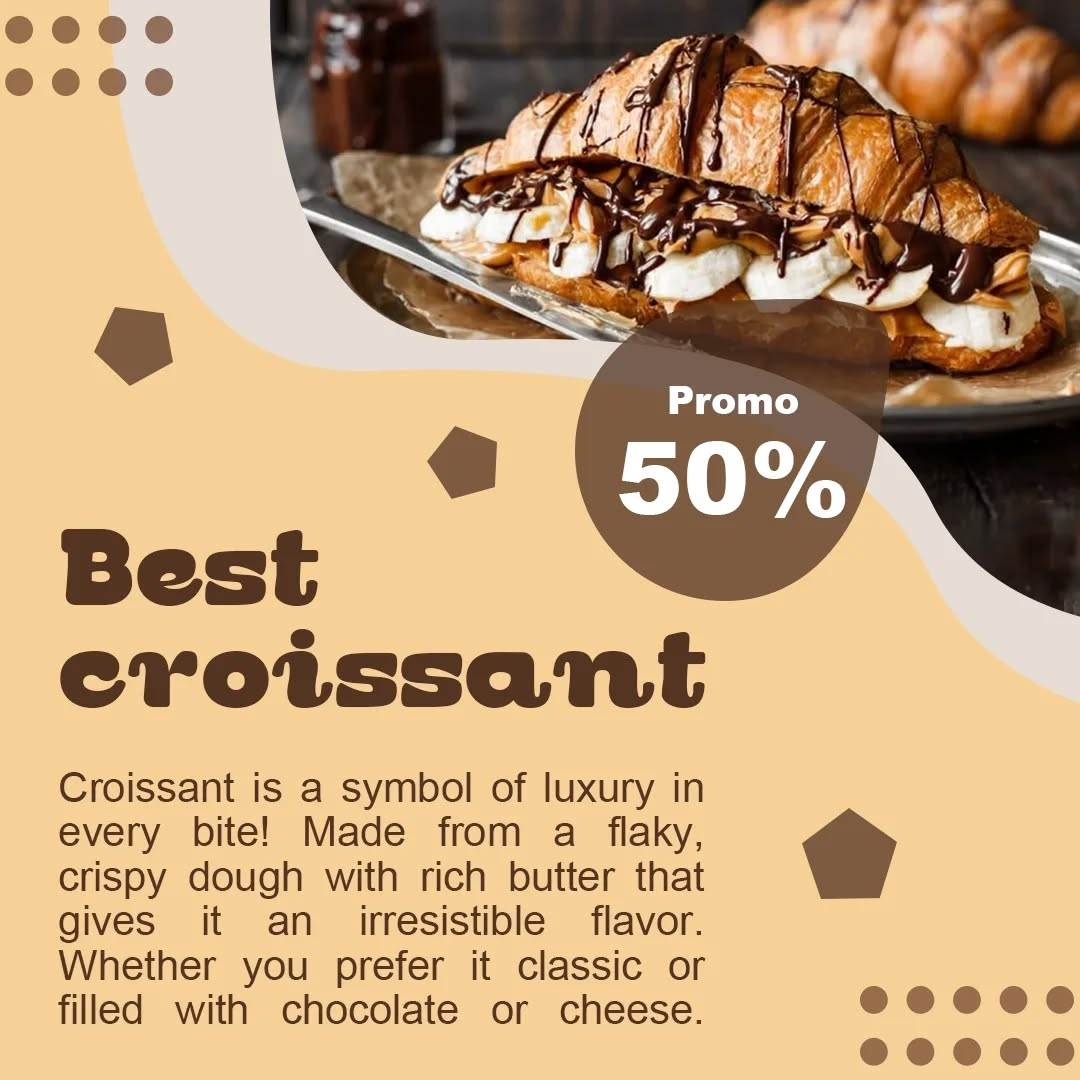 Promo
50%
Best
croissant
Croissant is a symbol of luxury in
every bite! Made from a flaky,
crispy dough with rich butter that
gives it an irresistible flavor.
Whether you prefer it classic or
filled with chocolate or cheese.